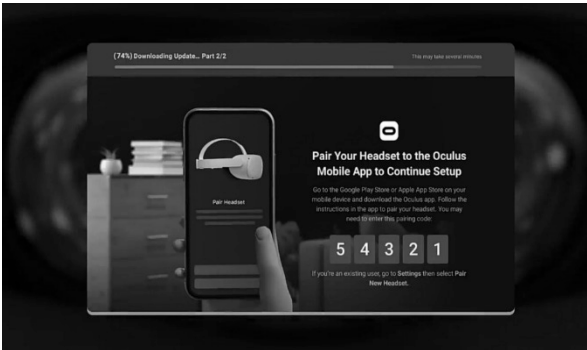 (74%) Downloading Update... Part 2/2
This may take several minutes
Pair Headset
Pair Your Headset to the Oculus
Mobile App to Continue Setup
Go to the Google Play Store or Apple App Store on your
mobile device and download the Oculus app. Follow the
instructions in the app to pair your headset. You may
need to enter this pairing code:
5 4 3 2 1
If you're an existing user, go to Settings then select Pair
New Headset.